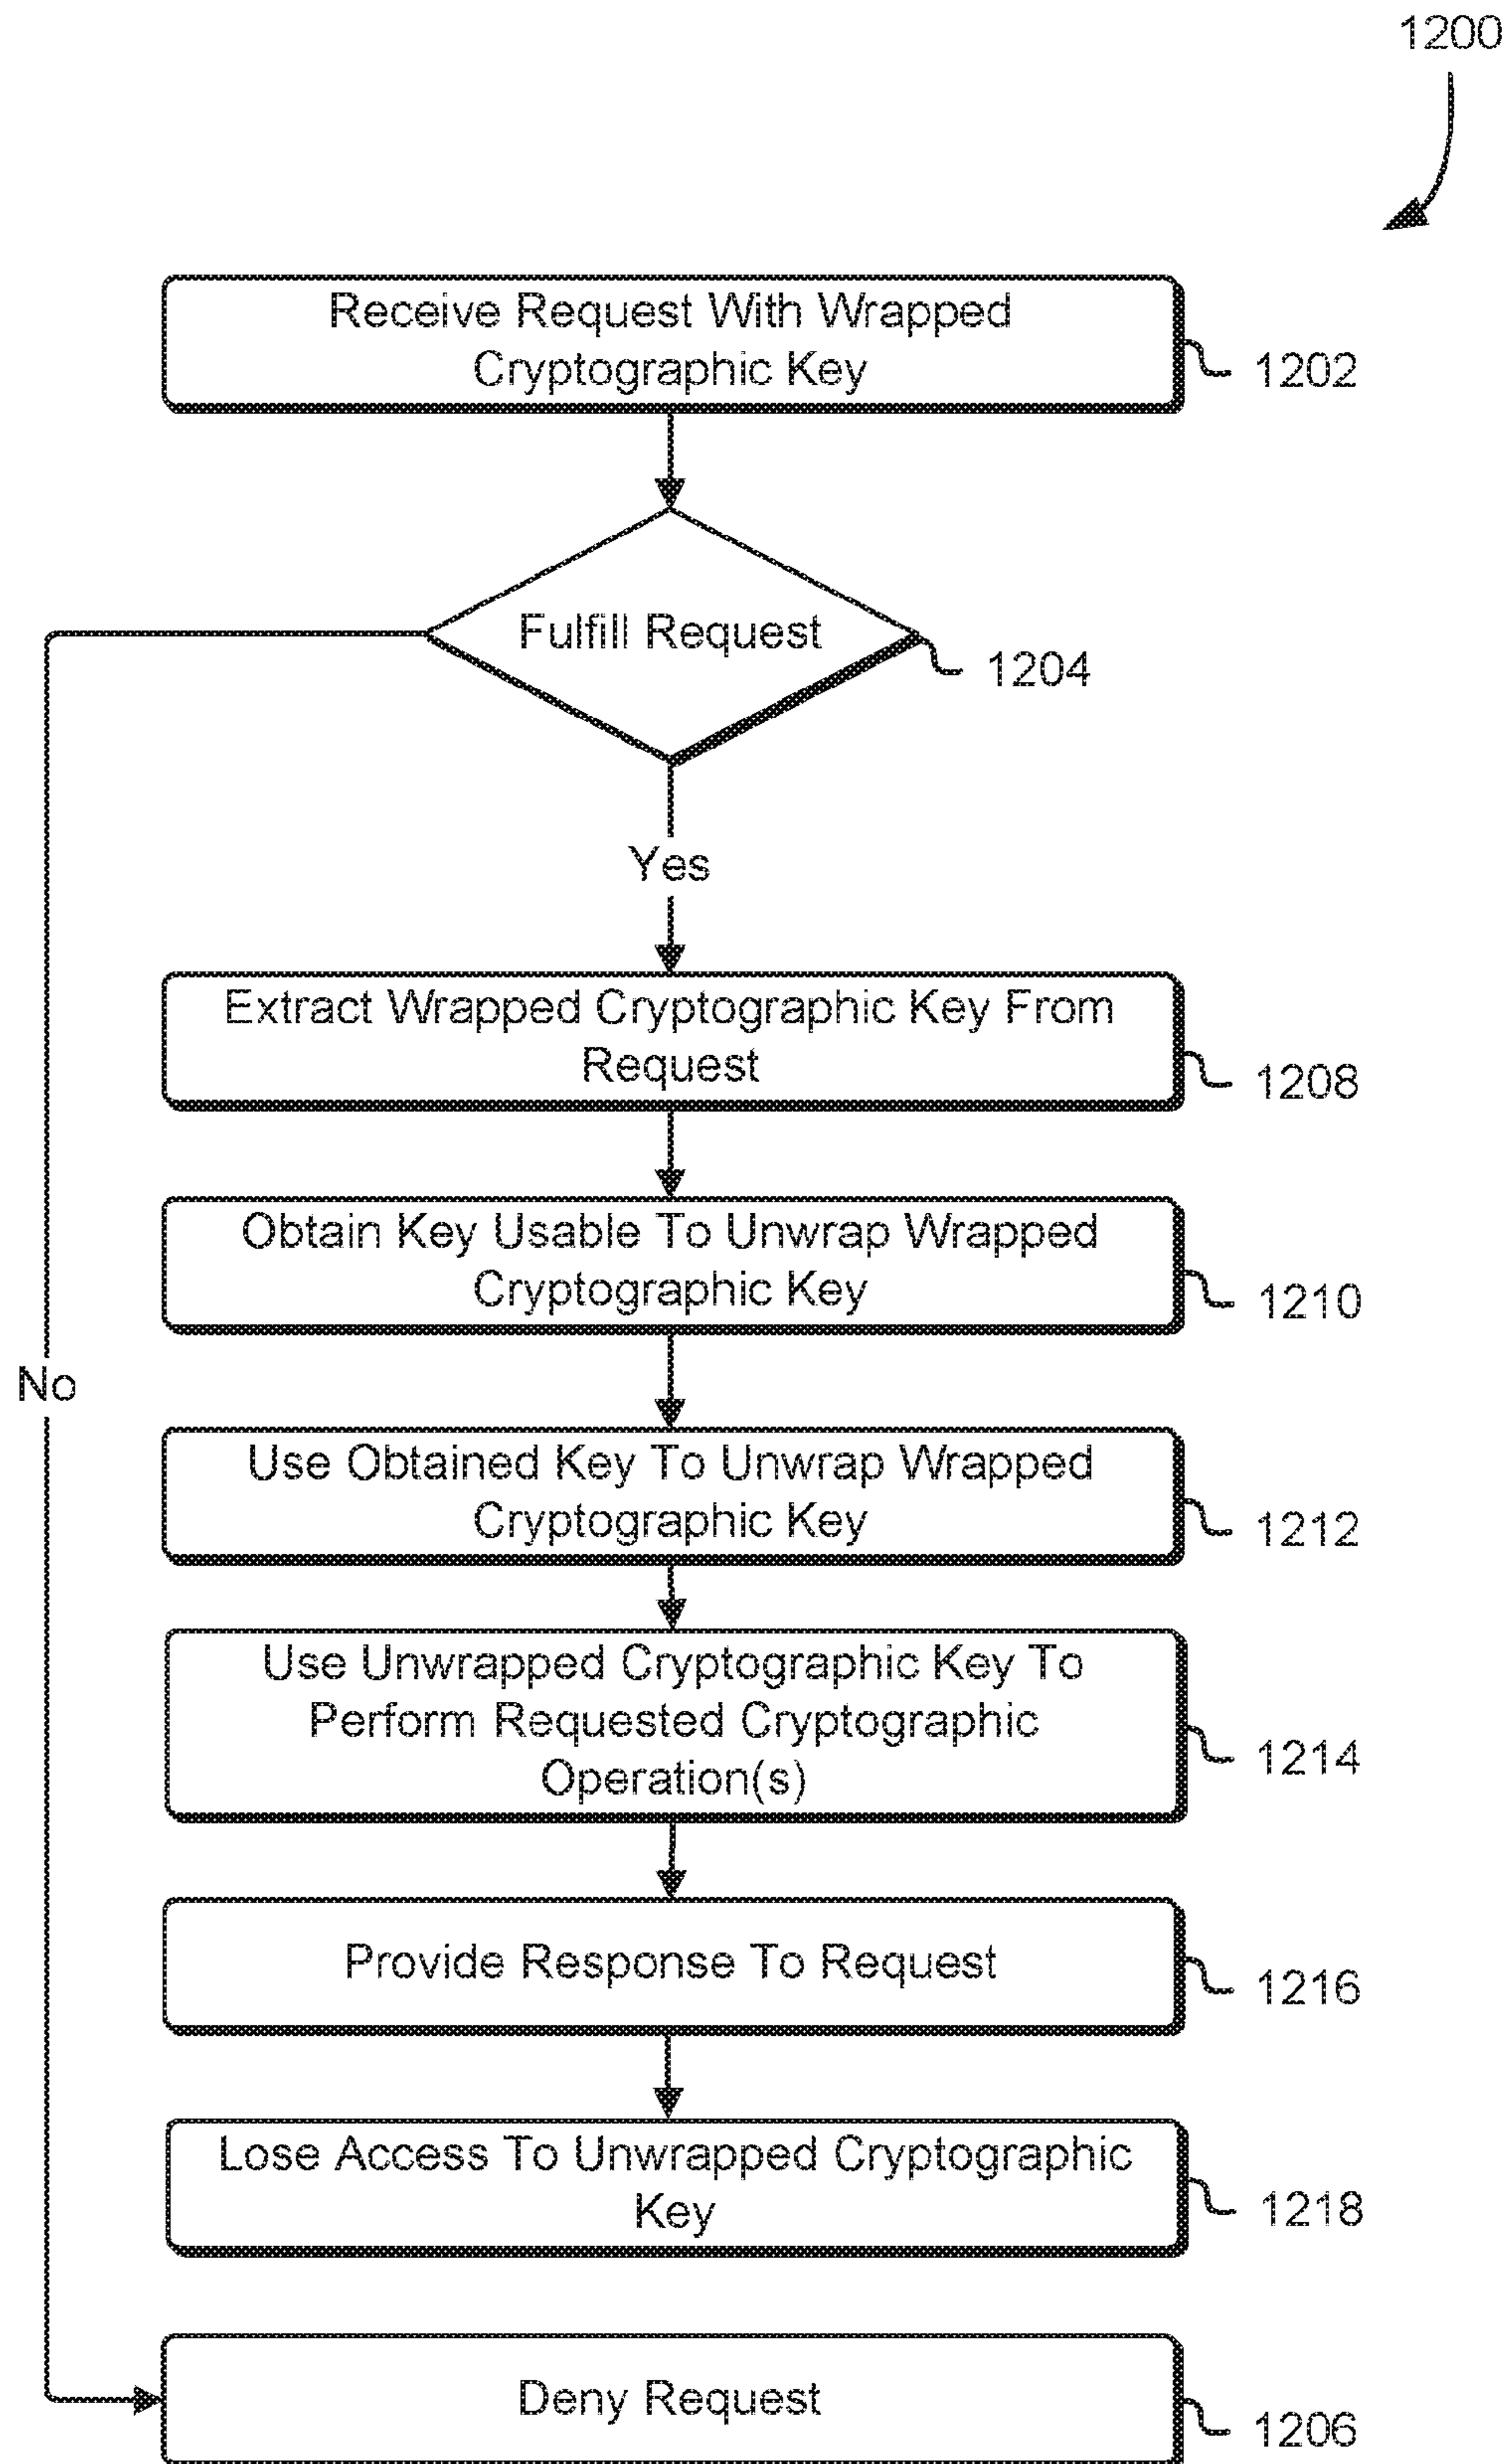 1200
Receive Request With Wrapped
Cryptographic Key
1202
Fulfill Request
1204
Yes
Extract Wrapped Cryptographic Key From
Request
1208
Obtain Key Usable To Unwrap Wrapped
Cryptographic Key
1210
No
Use Obtained Key To Unwrap Wrapped
Cryptographic Key
1212
Use Unwrapped Cryptographic Key To
Perform Requested Cryptographic
Operation(s)
1214
Provide Response To Request
1216
Lose Access To Unwrapped Cryptographic
Key
1218
Deny Request
1206